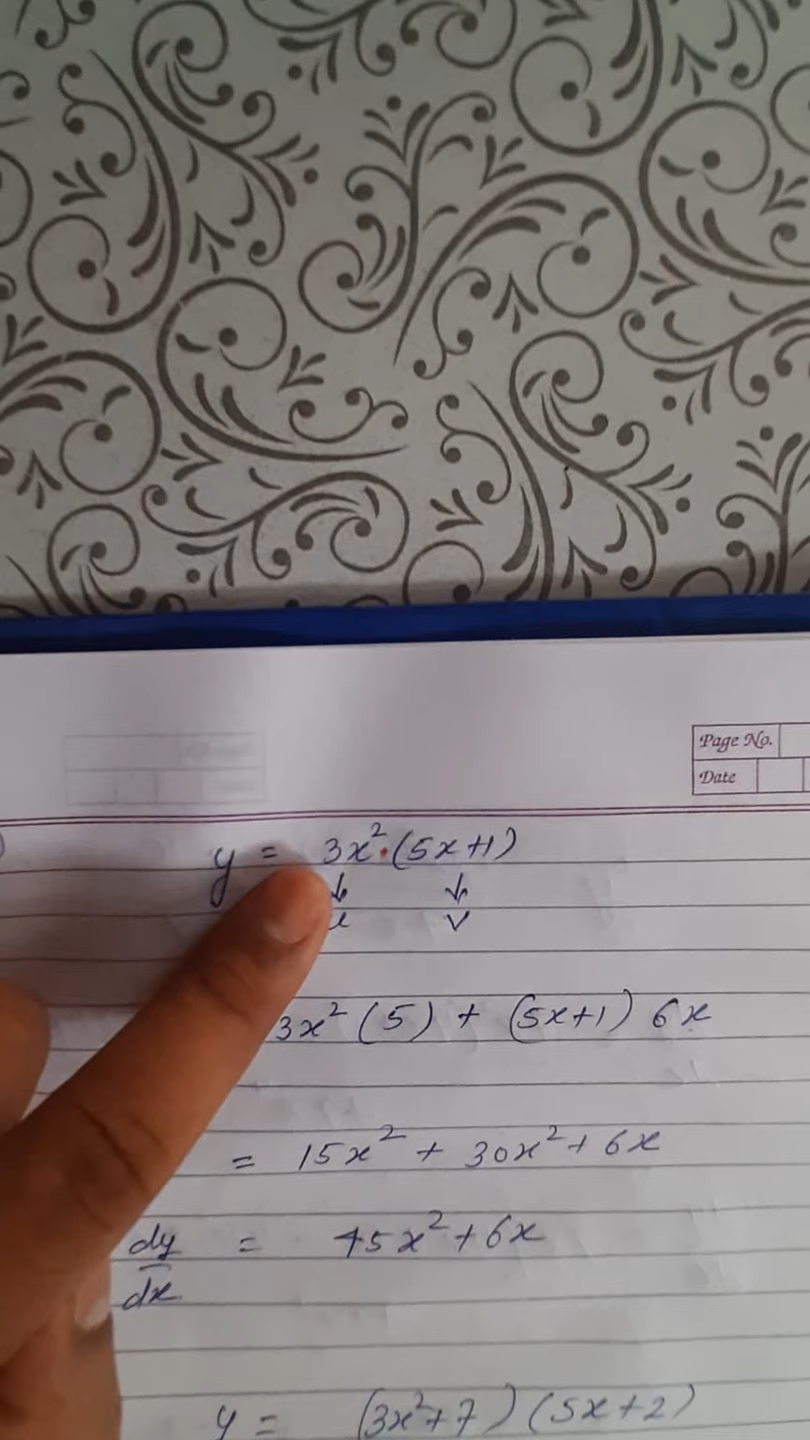 Page No.
Date
y = 3x²·(5x+1)
↓ ↓
u v
3x² (5) + (5x+1) 6x
= 15x² + 30x² + 6x
dy/dx = 45x² + 6x
y = (3x²+7) (5x+2)